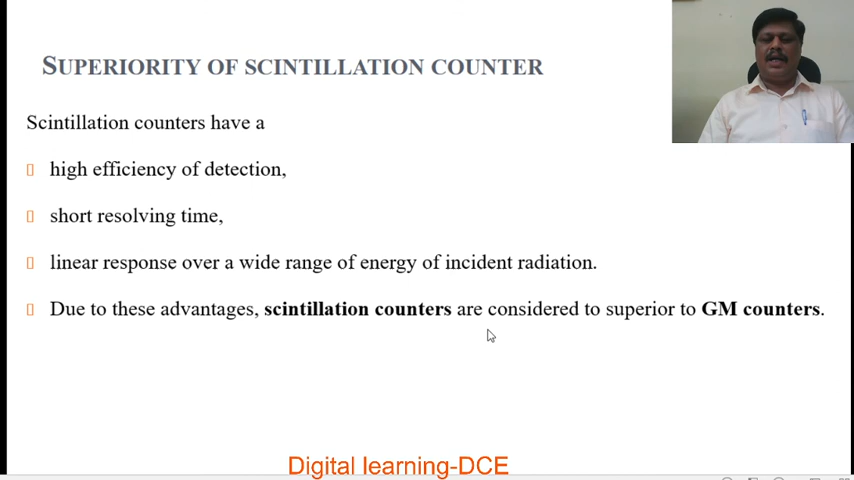 SUPERIORITY OF SCINTILLATION COUNTER
Scintillation counters have a
high efficiency of detection,
short resolving time,
linear response over a wide range of energy of incident radiation.
Due to these advantages, scintillation counters are considered to superior to GM counters.
Digital learning-DCE